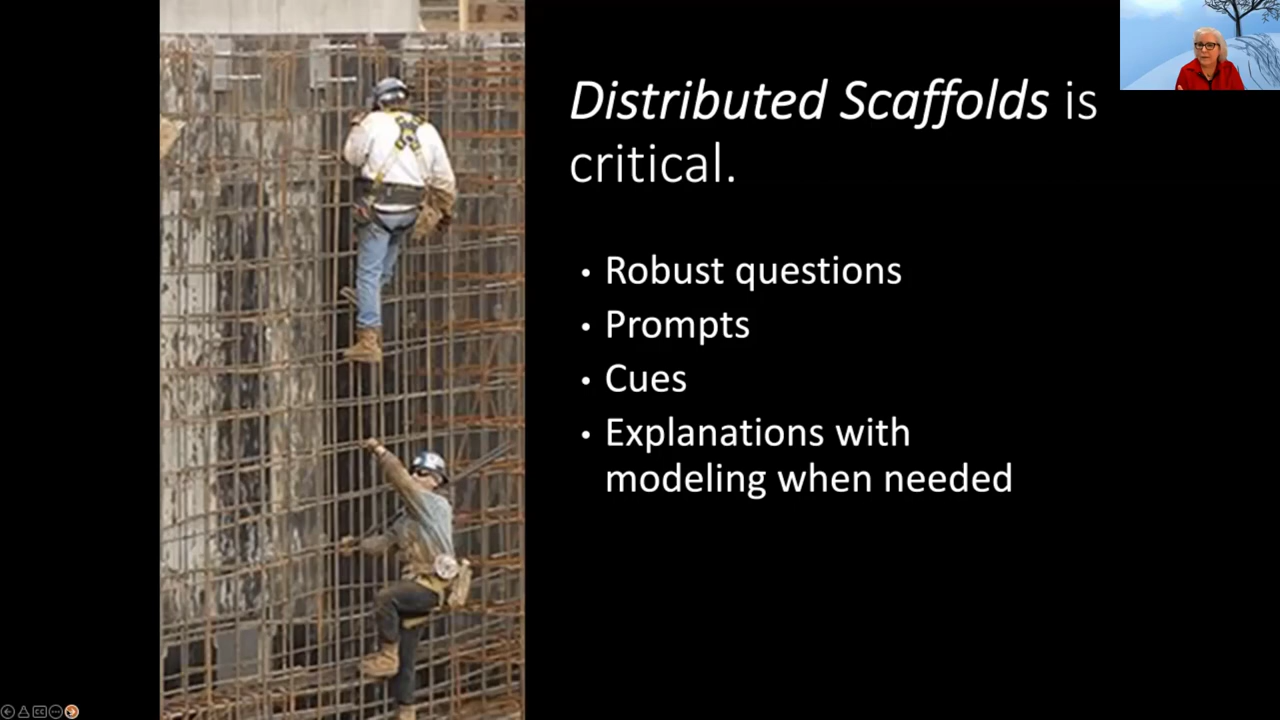 Distributed Scaffolds is
critical.
• Robust questions
• Prompts
• Cues
• Explanations with
modeling when needed